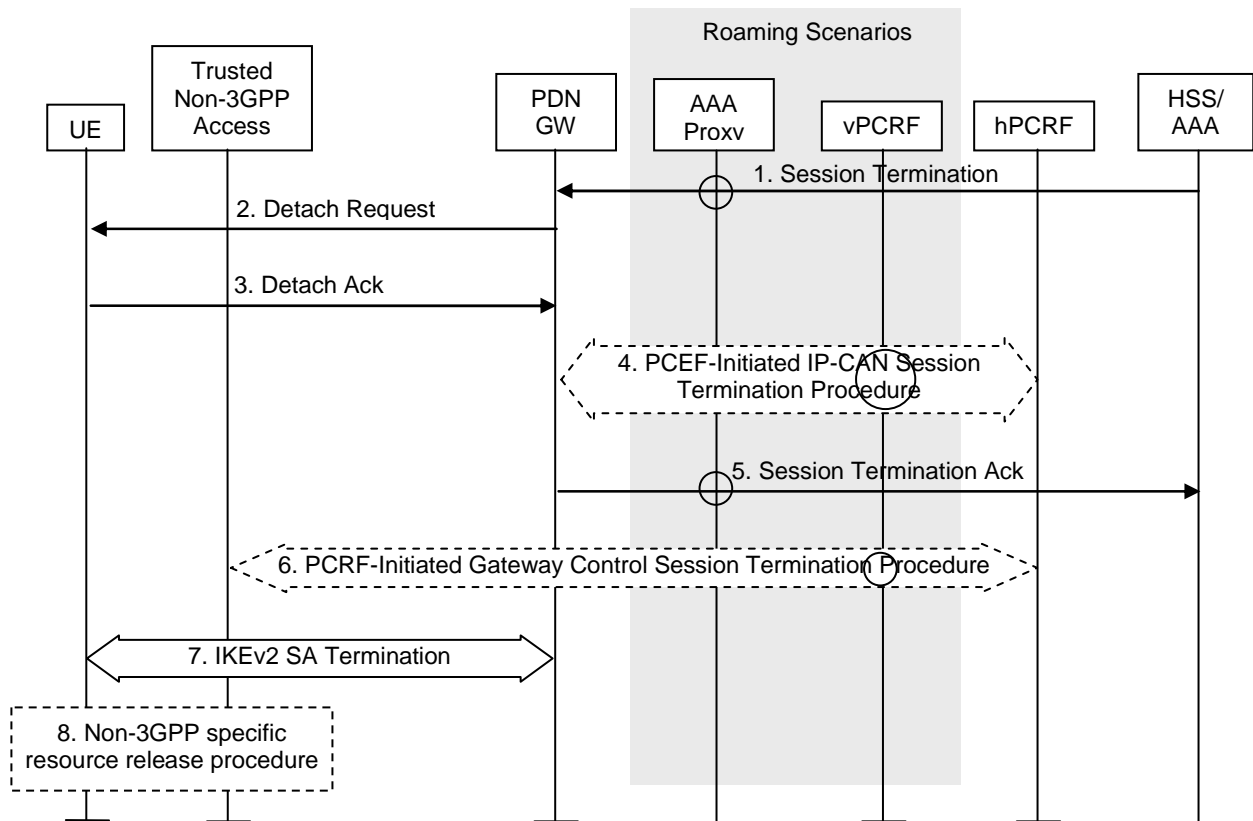 Roaming Scenarios
UE
Trusted
Non-3GPP
Access
PDN
GW
AAA
Proxv
vPCRF
hPCRF
HSS/
AAA
1. Session Termination
2. Detach Request
3. Detach Ack
4. PCEF-Initiated IP-CAN Session
Termination Procedure
5. Session Termination Ack
6. PCRF-Initiated Gateway Control Session Termination Procedure
7. IKEv2 SA Termination
8. Non-3GPP specific
resource release procedure